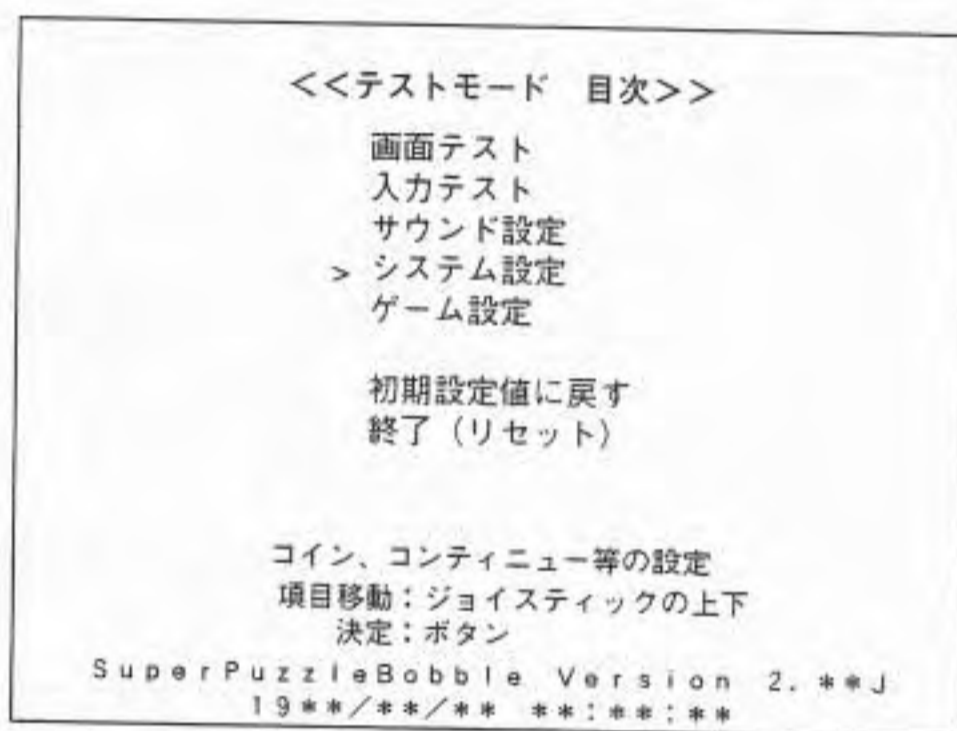 <<テストモード　目次>>
画面テスト
入力テスト
サウンド設定
> システム設定
ゲーム設定
初期設定値に戻す
終了（リセット）
コイン、コンティニュー等の設定
項目移動：ジョイスティックの上下
決定：ボタン
SuperPuzzleBobble Version 2.**J
19**/**/** **:**:**